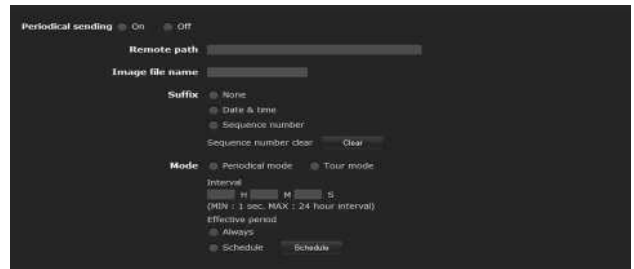 Periodical sending On Off
Remote path
Image file name
Suffix None
Date & time
Sequence number
Sequence number clear Clear
Mode Periodical mode Tour mode
Interval
H M S
(MIN : 1 sec. MAX : 24 hour interval)
Effective period
Always
Schedule Schedule